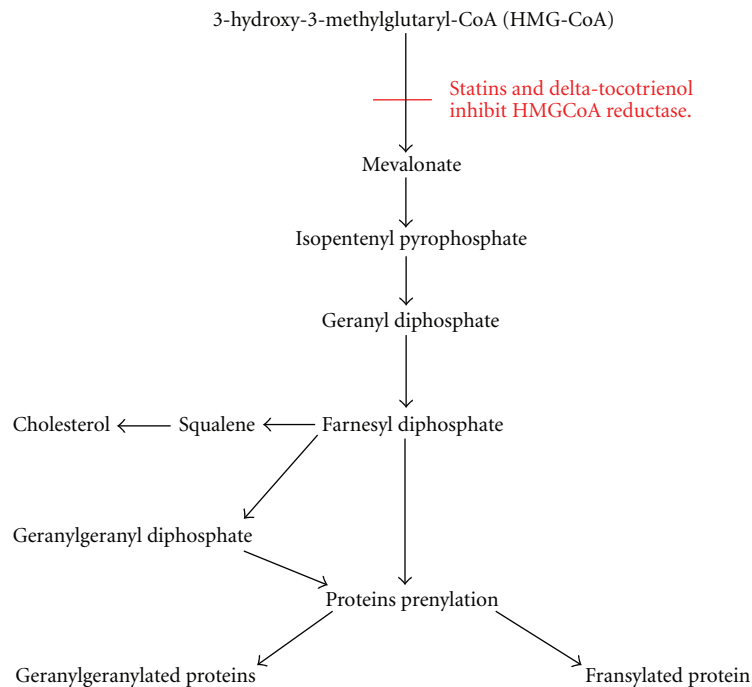 3-hydroxy-3-methylglutaryl-CoA (HMG-CoA)
Statins and delta-tocotrienol
inhibit HMGCoA reductase.
Mevalonate
Isopentenyl pyrophosphate
Geranyl diphosphate
Cholesterol
Squalene
Farnesyl diphosphate
Geranylgeranyl diphosphate
Proteins prenylation
Geranylgeranylated proteins
Fransylated protein